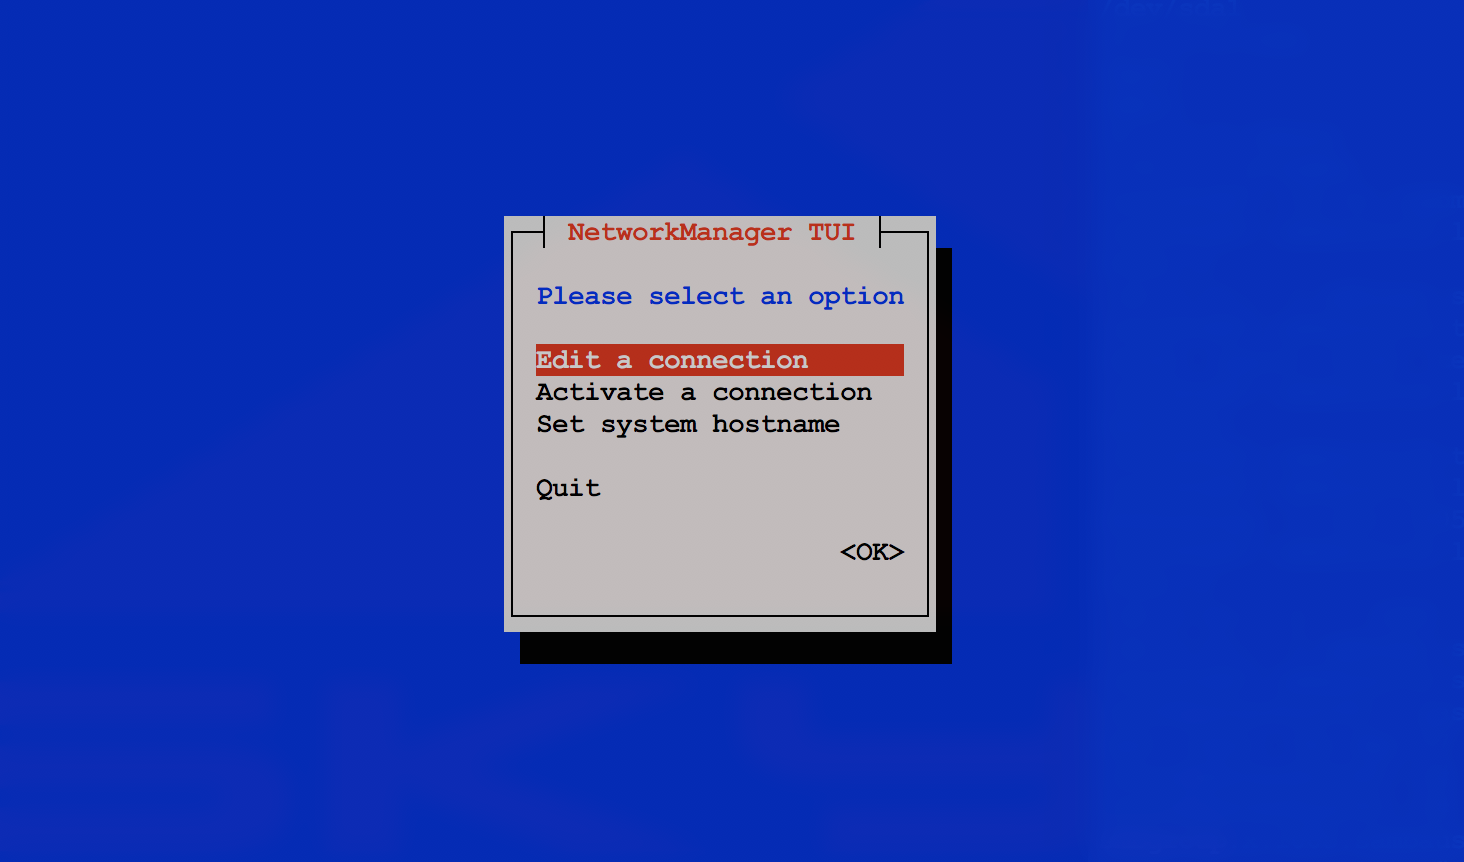 NetworkManager TUI
Please select an option
Edit a connection
Activate a connection
Set system hostname
Quit
<OK>